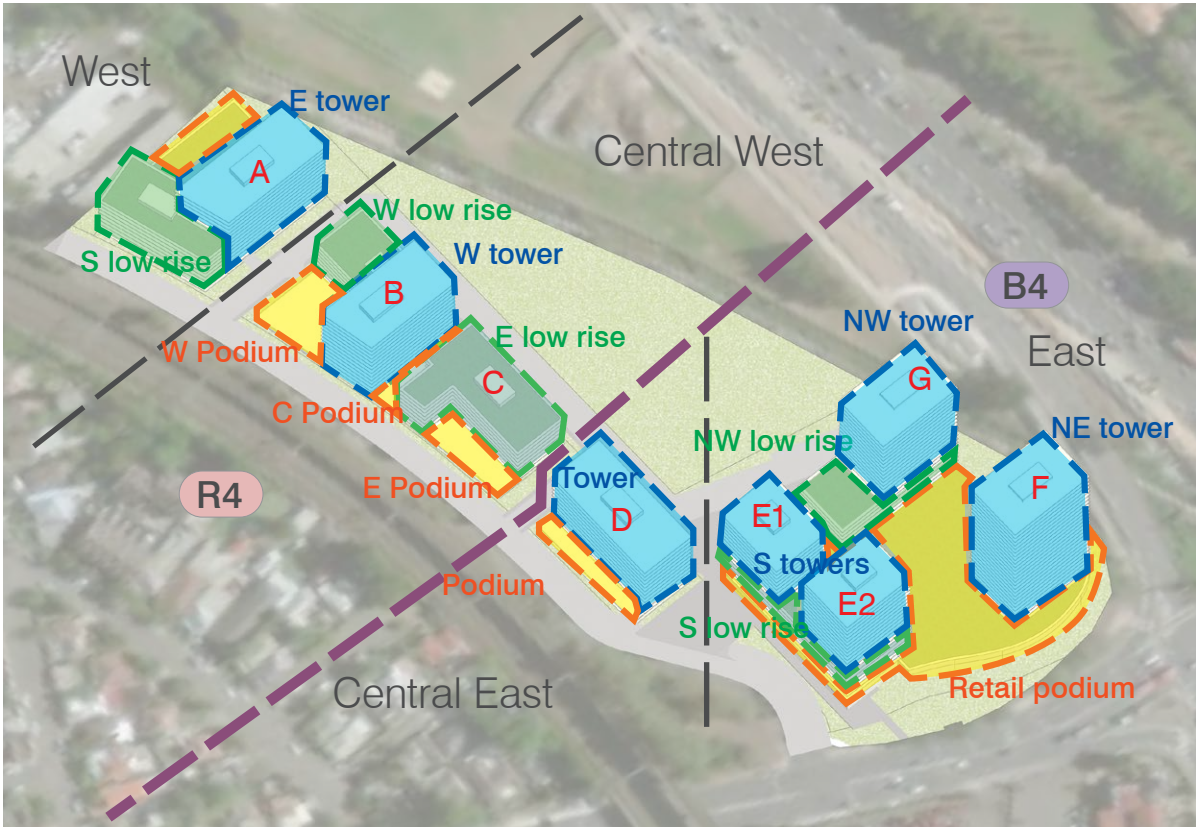 West
E tower
A
S low rise
Central West
W low rise
W tower
B
W Podium
E low rise
C
C Podium
E Podium
R4
B4
East
NW tower
G
NE tower
F
NW low rise
Tower
D
E1
S towers
E2
Podium
S low rise
Central East
Retail podium